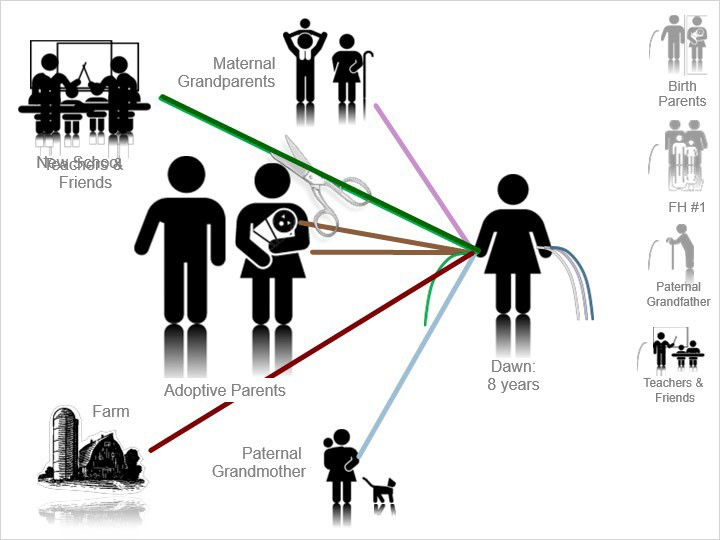 Maternal
Grandparents
New School
Teachers &
Friends
Adoptive Parents
Farm
Paternal
Grandmother
Dawn:
8 years
Birth
Parents
FH #1
Paternal
Grandfather
Teachers &
Friends